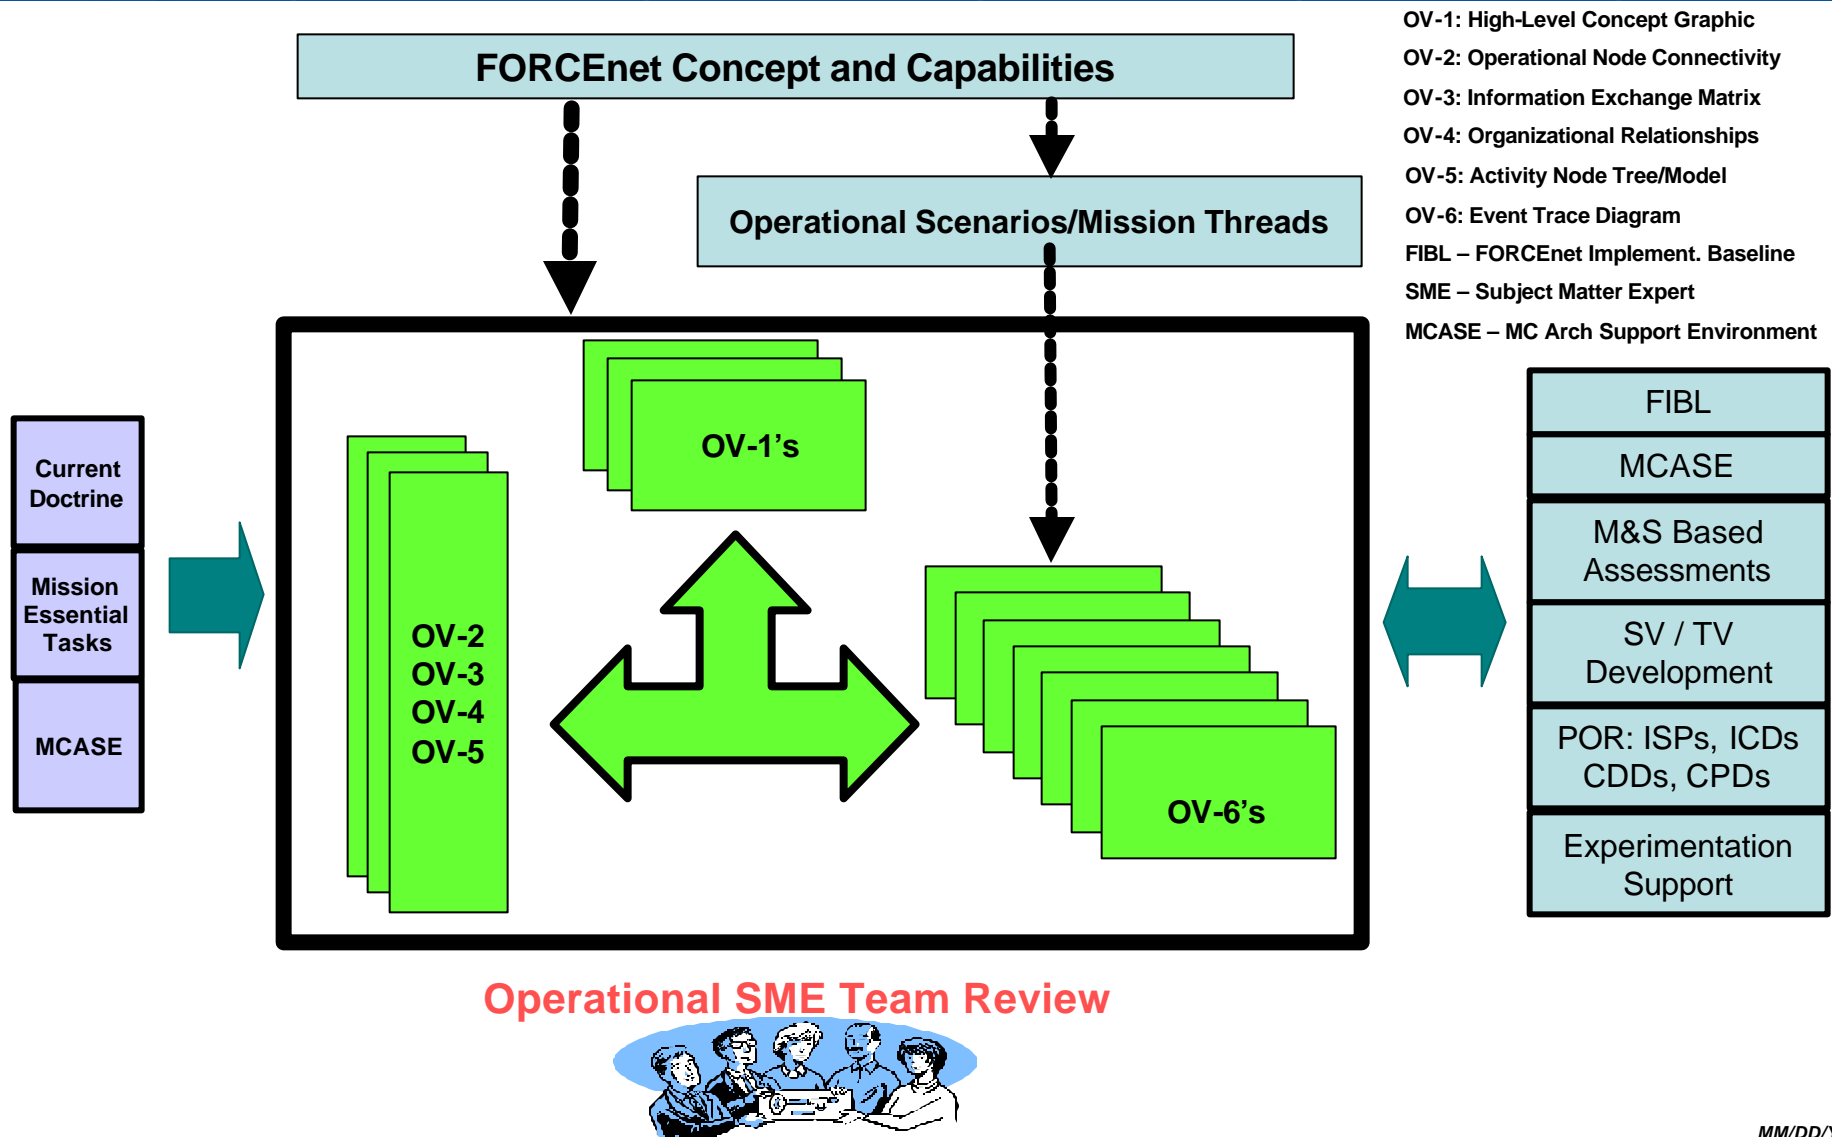 FORCEnet Concept and Capabilities
Operational Scenarios/Mission Threads
OV-1: High-Level Concept Graphic
OV-2: Operational Node Connectivity
OV-3: Information Exchange Matrix
OV-4: Organizational Relationships
OV-5: Activity Node Tree/Model
OV-6: Event Trace Diagram
FIBL – FORCEnet Implement. Baseline
SME – Subject Matter Expert
MCASE – MC Arch Support Environment
Current
Doctrine
Mission
Essential
Tasks
MCASE
OV-1's
OV-2
OV-3
OV-4
OV-5
OV-6's
FIBL
MCASE
M&S Based
Assessments
SV / TV
Development
POR: ISPs, ICDs
CDDs, CPDs
Experimentation
Support
Operational SME Team Review
MM/DD/Y